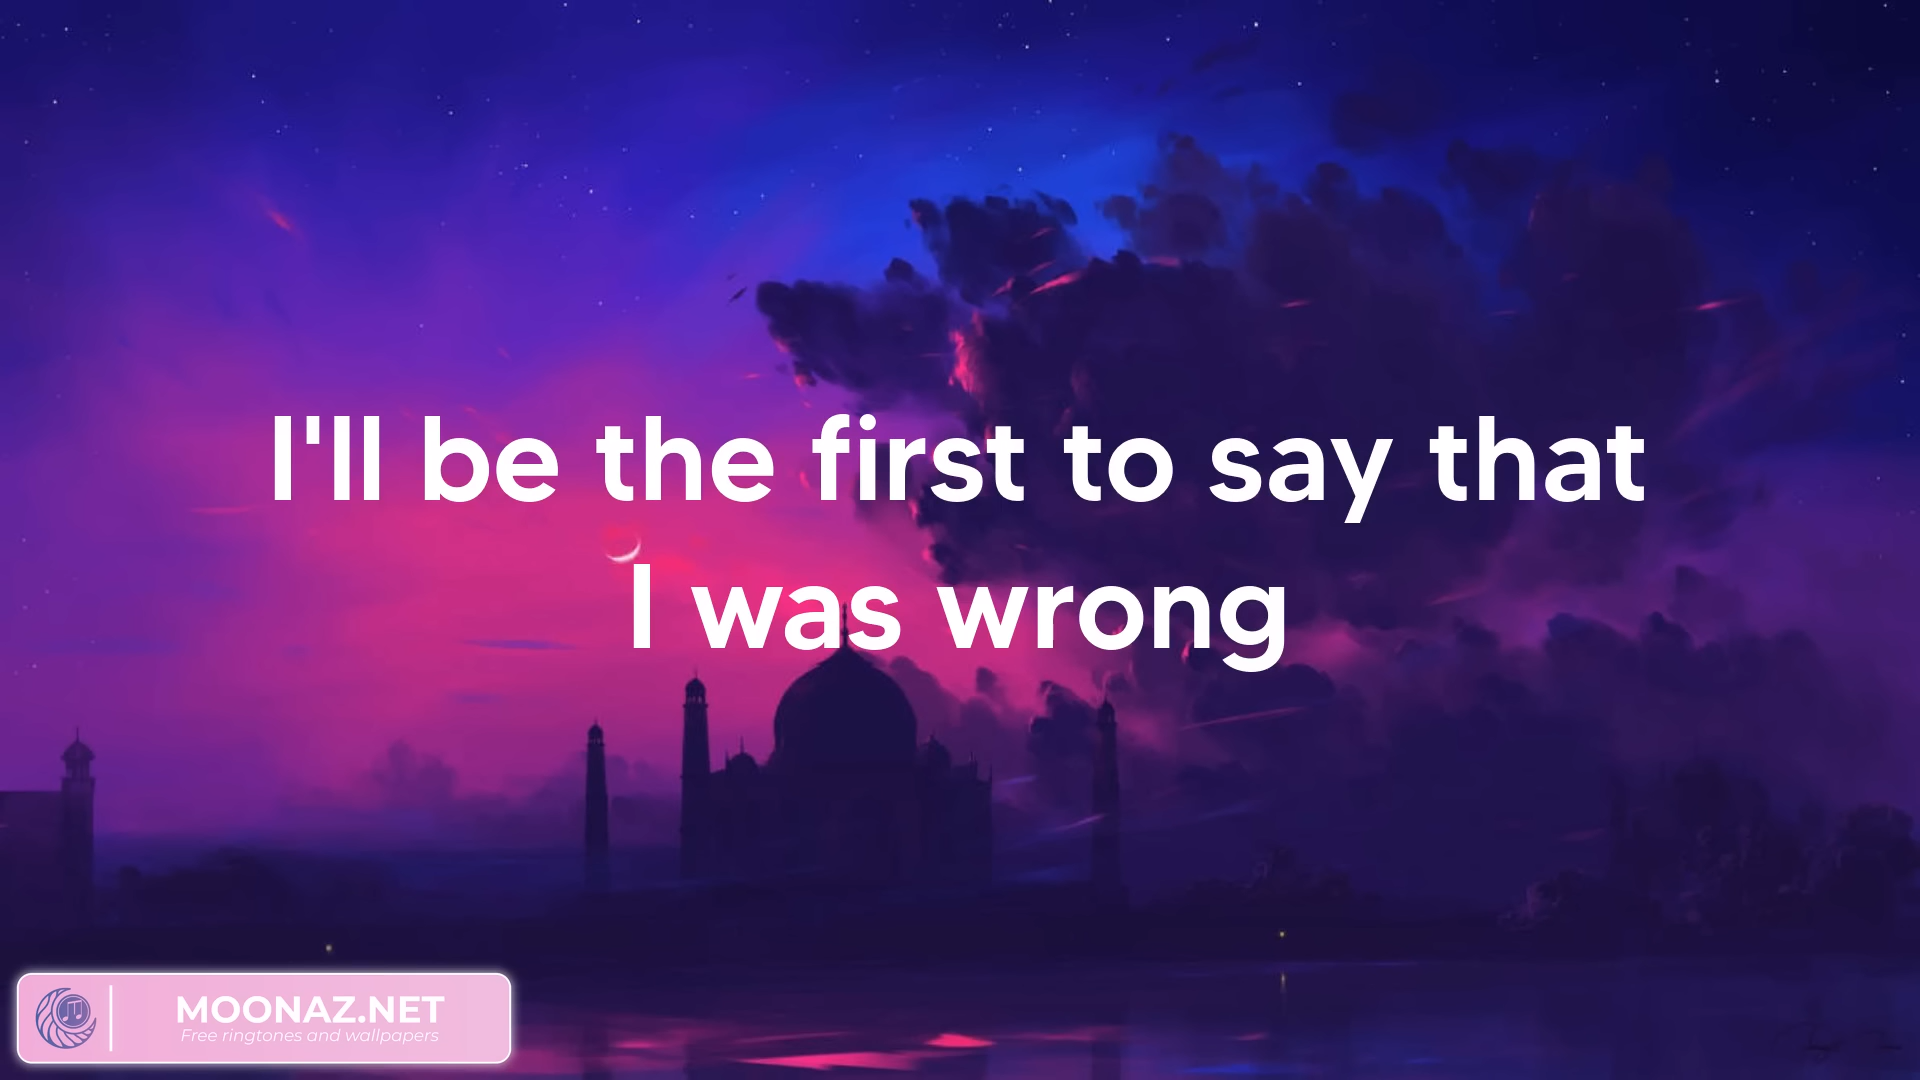 I'll be the first to say that
I was wrong
MOONAZ.NET
Free ringtones and wallpapers